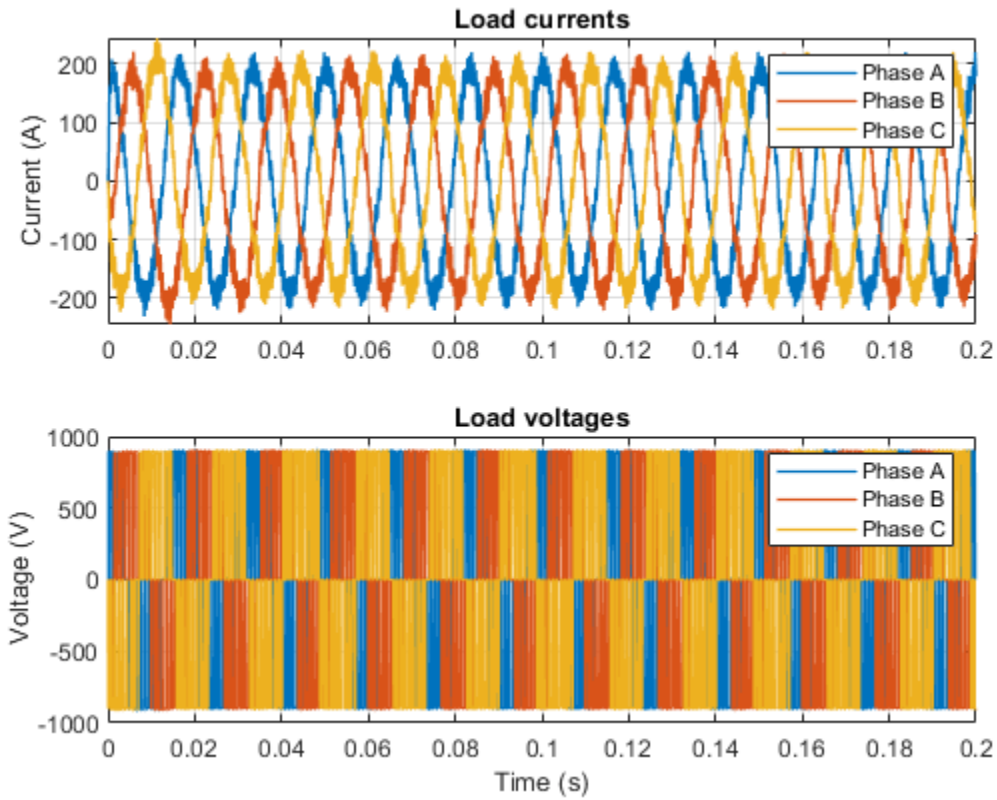 Load currents
Current (A)
200
100
0
-100
-200
Phase A
Phase B
Phase C
0 0.02 0.04 0.06 0.08 0.1 0.12 0.14 0.16 0.18 0.2
Load voltages
Voltage (V)
1000
500
0
-500
-1000
Phase A
Phase B
Phase C
0 0.02 0.04 0.06 0.08 0.1 0.12 0.14 0.16 0.18 0.2
Time (s)